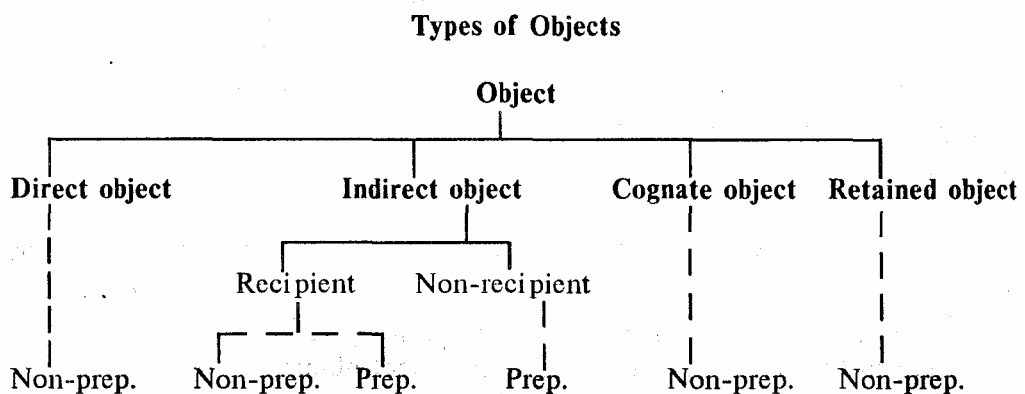 Types of Objects
Object
Direct object Indirect object Cognate object Retained object
Recipient Non-recipient
Non-prep. Non-prep. Prep. Prep. Non-prep. Non-prep.